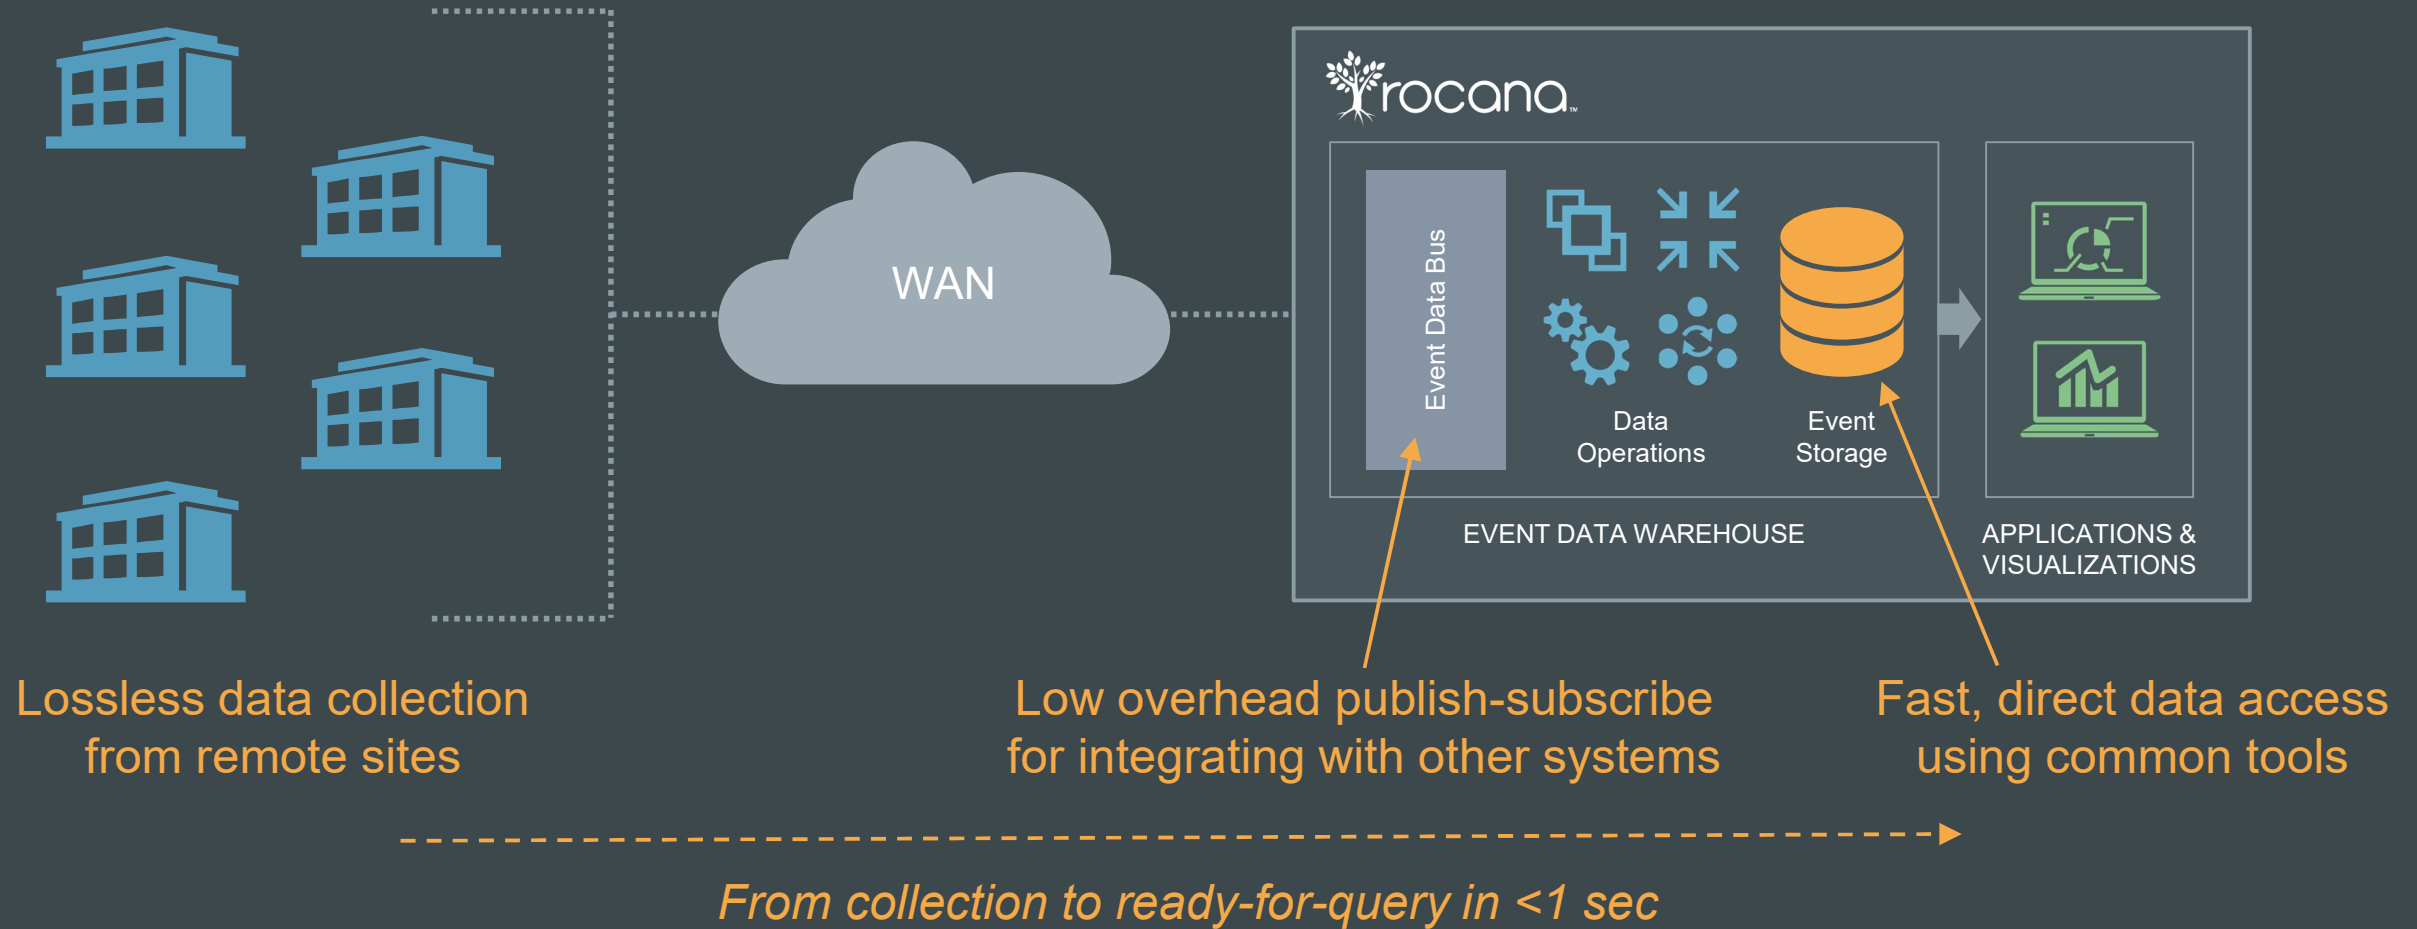 rocana™
WAN
Event Data Bus
Data
Operations
Event
Storage
EVENT DATA WAREHOUSE
APPLICATIONS &
VISUALIZATIONS
Lossless data collection
from remote sites
Low overhead publish-subscribe
for integrating with other systems
Fast, direct data access
using common tools
From collection to ready-for-query in <1 sec